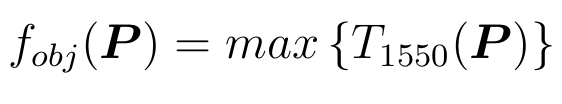 f_{obj}(P) = max {T_{1550}(P)}